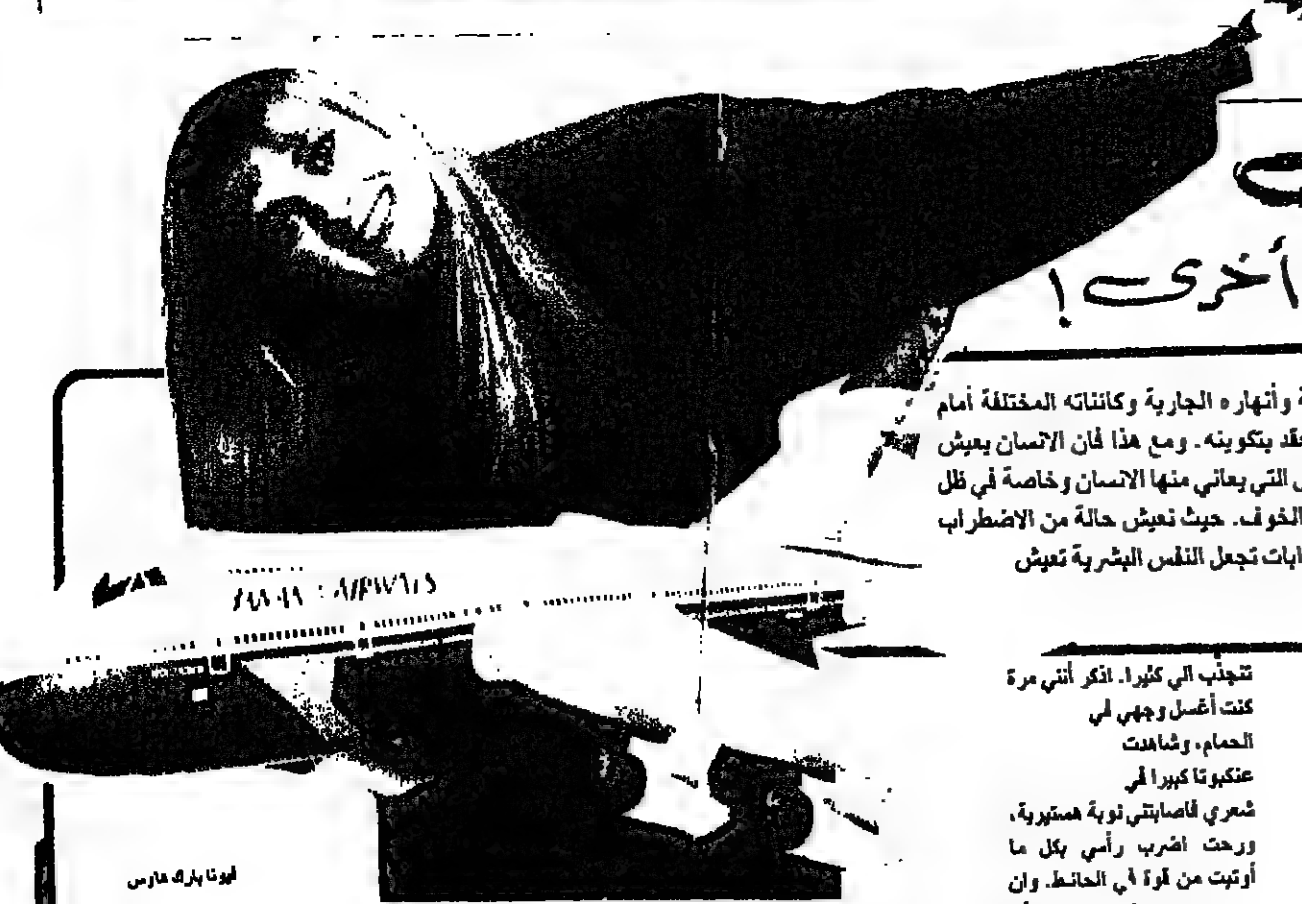 أخرى!
وأنهاره الجارية وكائناته المختلفة أمام
بتكوينه. ومع هذا فان الانسان يعيش
التي يعاني منها الانسان وخاصة في ظل
الخوف. حيث نعيش حالة من الاضطراب
تجعل النفس البشرية تعيش
تنجذب الي كثيرا. اذكر أنني مرة
كنت أغسل وجهي في
الحمام، وشاهدت
عنكبوتا كبيرا في
شعري فاصابتني نوبة هستيرية،
ورحت اضرب رأسي بكل ما
أوتيت من قوة في الحائط. وان
فيونا بارك هارس